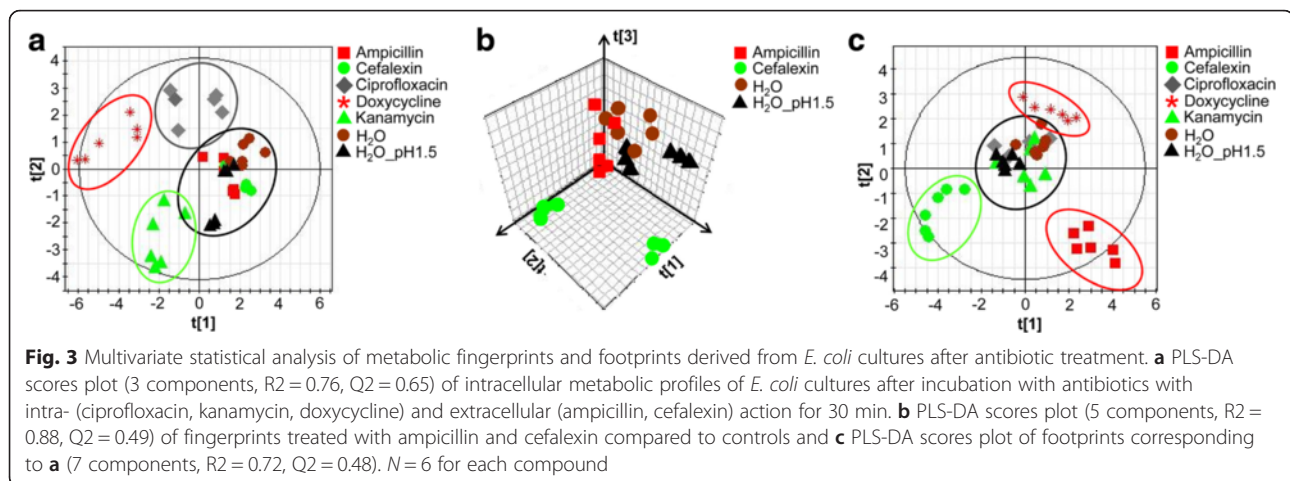 a
Ampicillin
Cefalexin
Ciprofloxacin
Doxycycline
Kanamycin
H₂O
H₂O_pH1.5
t[2]
4
3
2
1
0
-1
-2
-3
-4
-6
-4
-2
0
2
4
6
t[1]
b
t[3]
Ampicillin
Cefalexin
H₂O
H₂O_pH1.5
t[2]
t[1]
c
Ampicillin
Cefalexin
Ciprofloxacin
Doxycycline
Kanamycin
H₂O
H₂O_pH1.5
t[2]
4
3
2
1
0
-1
-2
-3
-4
-6
-4
-2
0
2
4
6
t[1]
Fig. 3 Multivariate statistical analysis of metabolic fingerprints and footprints derived from E. coli cultures after antibiotic treatment. a PLS-DA
scores plot (3 components, R2 = 0.76, Q2 = 0.65) of intracellular metabolic profiles of E. coli cultures after incubation with antibiotics with
intra- (ciprofloxacin, kanamycin, doxycycline) and extracellular (ampicillin, cefalexin) action for 30 min. b PLS-DA scores plot (5 components, R2 =
0.88, Q2 = 0.49) of fingerprints treated with ampicillin and cefalexin compared to controls and c PLS-DA scores plot of footprints corresponding
to a (7 components, R2 = 0.72, Q2 = 0.48). N = 6 for each compound